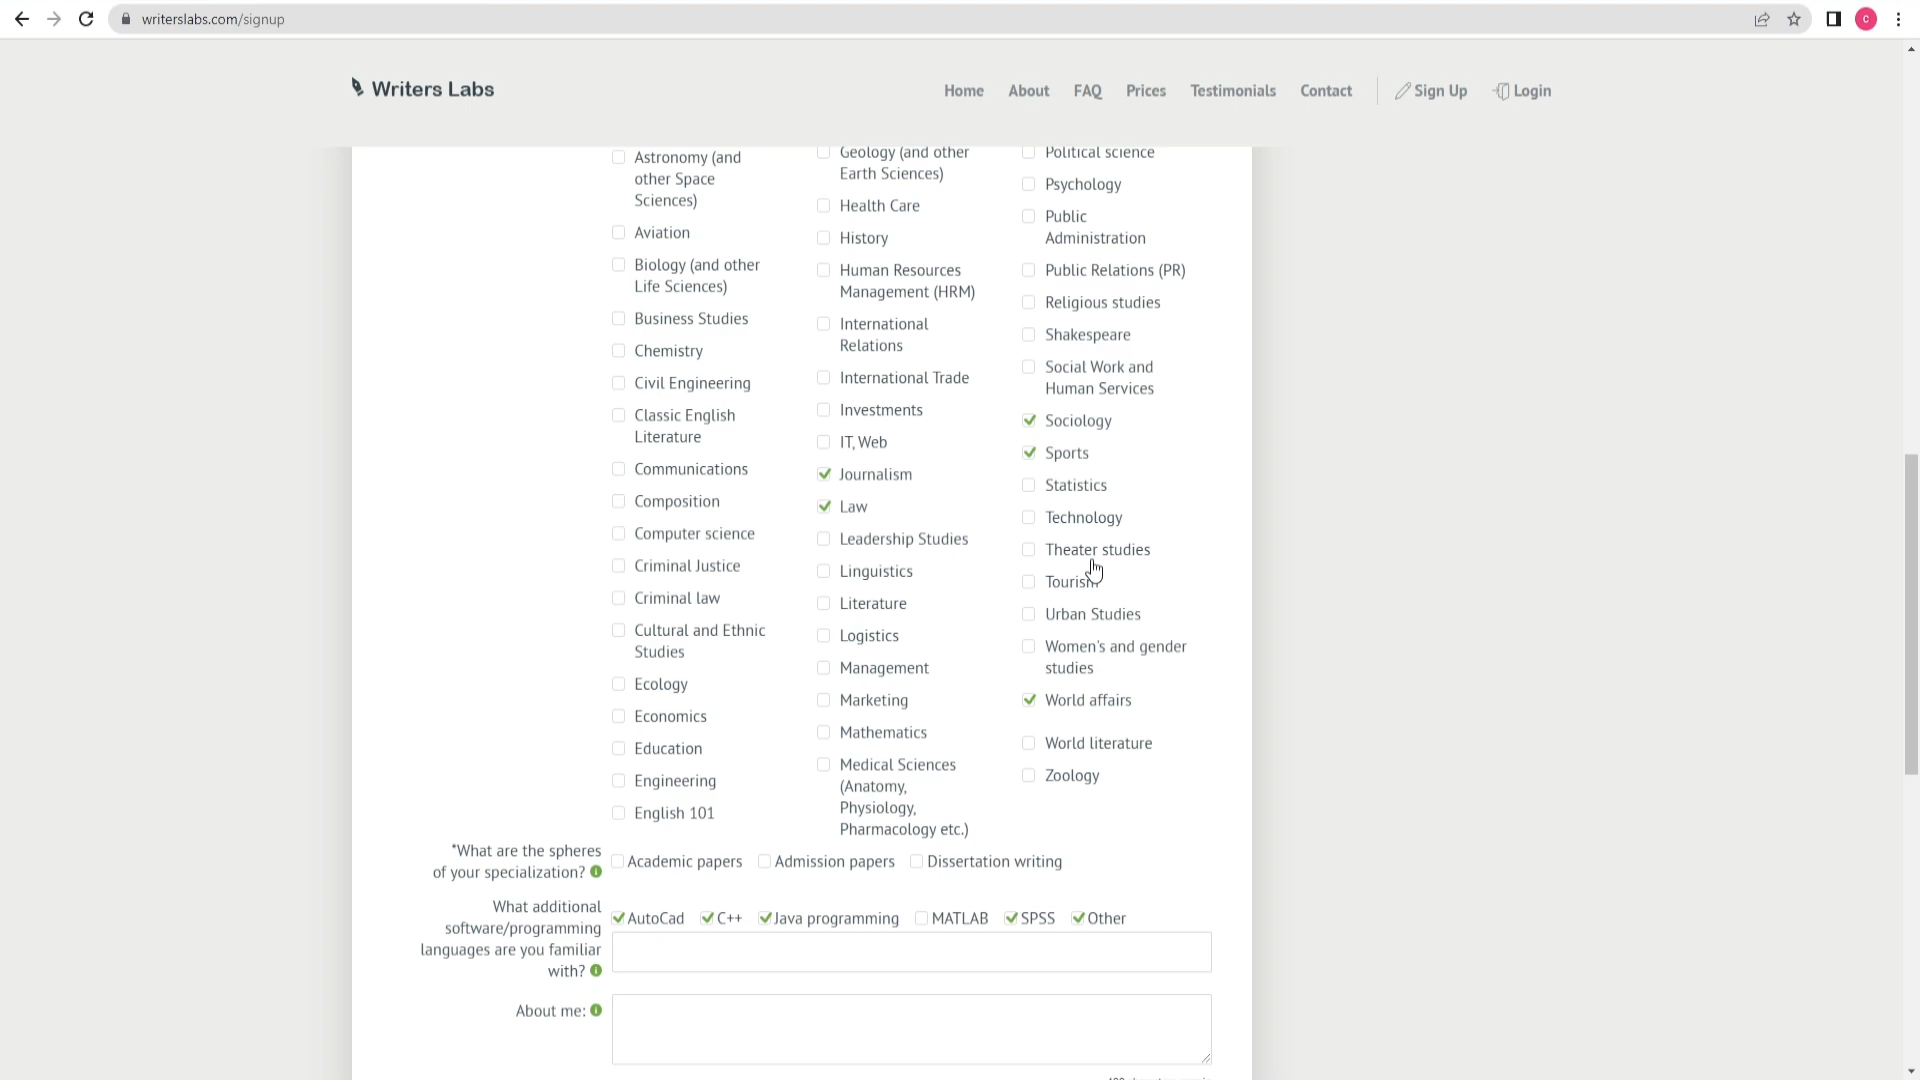 writerslabs.com/signup
C
Writers Labs
Home About FAQ Prices Testimonials Contact Sign Up Login
Astronomy (and
other Space
Sciences)
Aviation
Biology (and other
Life Sciences)
Business Studies
Chemistry
Civil Engineering
Classic English
Literature
Communications
Composition
Computer science
Criminal Justice
Criminal law
Cultural and Ethnic
Studies
Ecology
Economics
Education
Engineering
English 101
Geology (and other
Earth Sciences)
Health Care
History
Human Resources
Management (HRM)
International
Relations
International Trade
Investments
IT, Web
Journalism
Law
Leadership Studies
Linguistics
Literature
Logistics
Management
Marketing
Mathematics
Medical Sciences
(Anatomy,
Physiology,
Pharmacology etc.)
Political science
Psychology
Public
Administration
Public Relations (PR)
Religious studies
Shakespeare
Social Work and
Human Services
Sociology
Sports
Statistics
Technology
Theater studies
Tourism
Urban Studies
Women's and gender
studies
World affairs
World literature
Zoology
*What are the spheres
of your specialization?
Academic papers Admission papers Dissertation writing
What additional
software/programming
languages are you familiar
with?
AutoCad C++ Java programming MATLAB SPSS Other
About me: